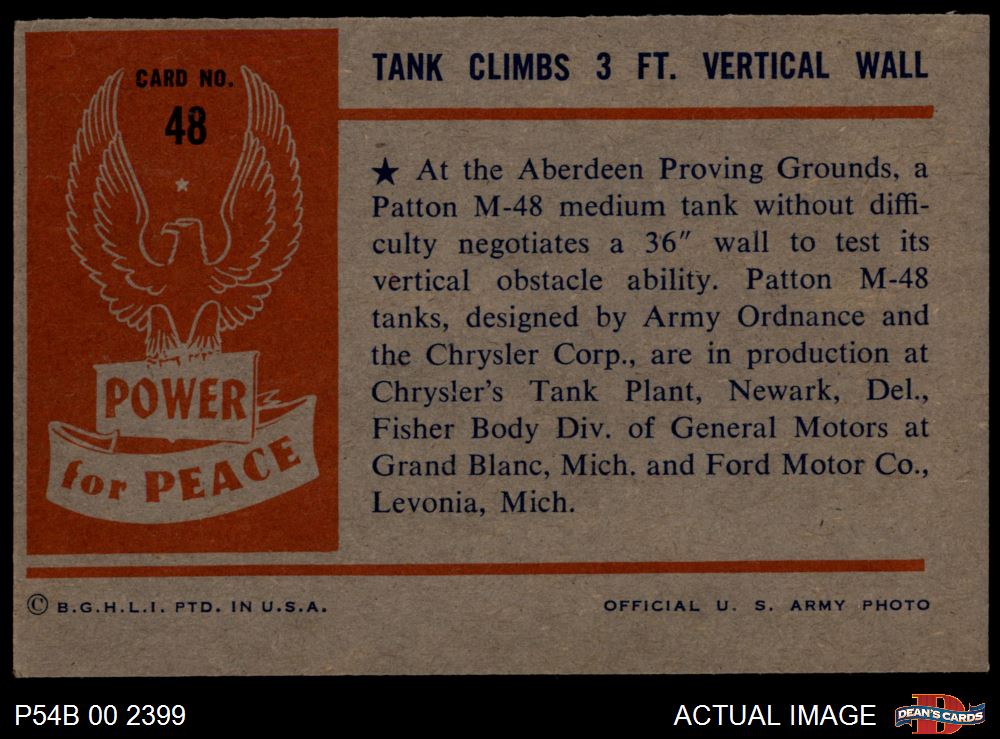 CARD NO.
48
POWER
for PEACE
TANK CLIMBS 3 FT. VERTICAL WALL
★ At the Aberdeen Proving Grounds, a
Patton M-48 medium tank without diffi-
culty negotiates a 36″ wall to test its
vertical obstacle ability. Patton M-48
tanks, designed by Army Ordnance and
the Chrysler Corp., are in production at
Chrysler's Tank Plant, Newark, Del.,
Fisher Body Div. of General Motors at
Grand Blanc, Mich. and Ford Motor Co.,
Levonia, Mich.
© B.G.H.L.I. PTD. IN U.S.A.
OFFICIAL U. S. ARMY PHOTO
P54B 00 2399
ACTUAL IMAGE
D
DEAN'S CARDS